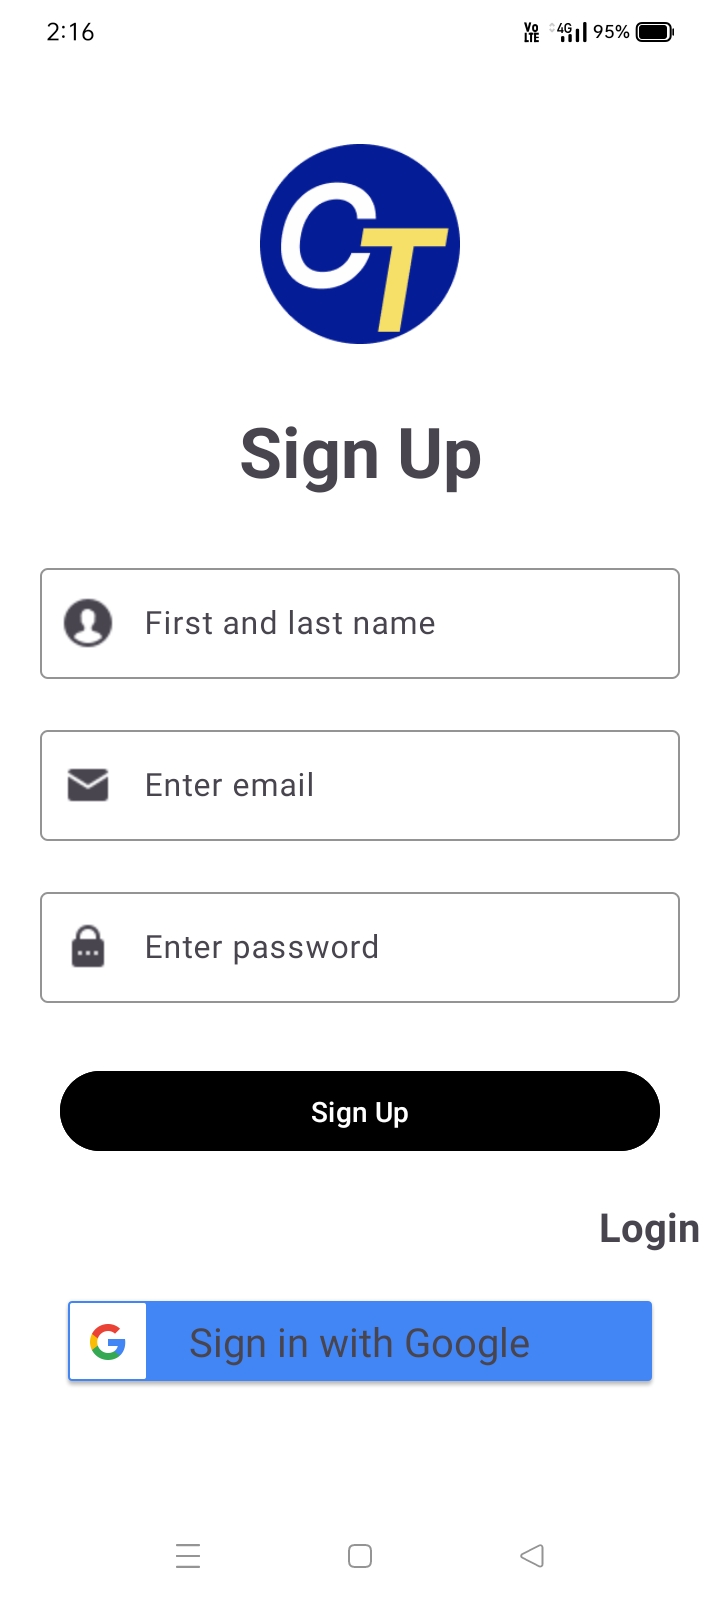 2:16
Vo LTE 4G 95%
CT
Sign Up
First and last name
Enter email
Enter password
Sign Up
Login
G Sign in with Google